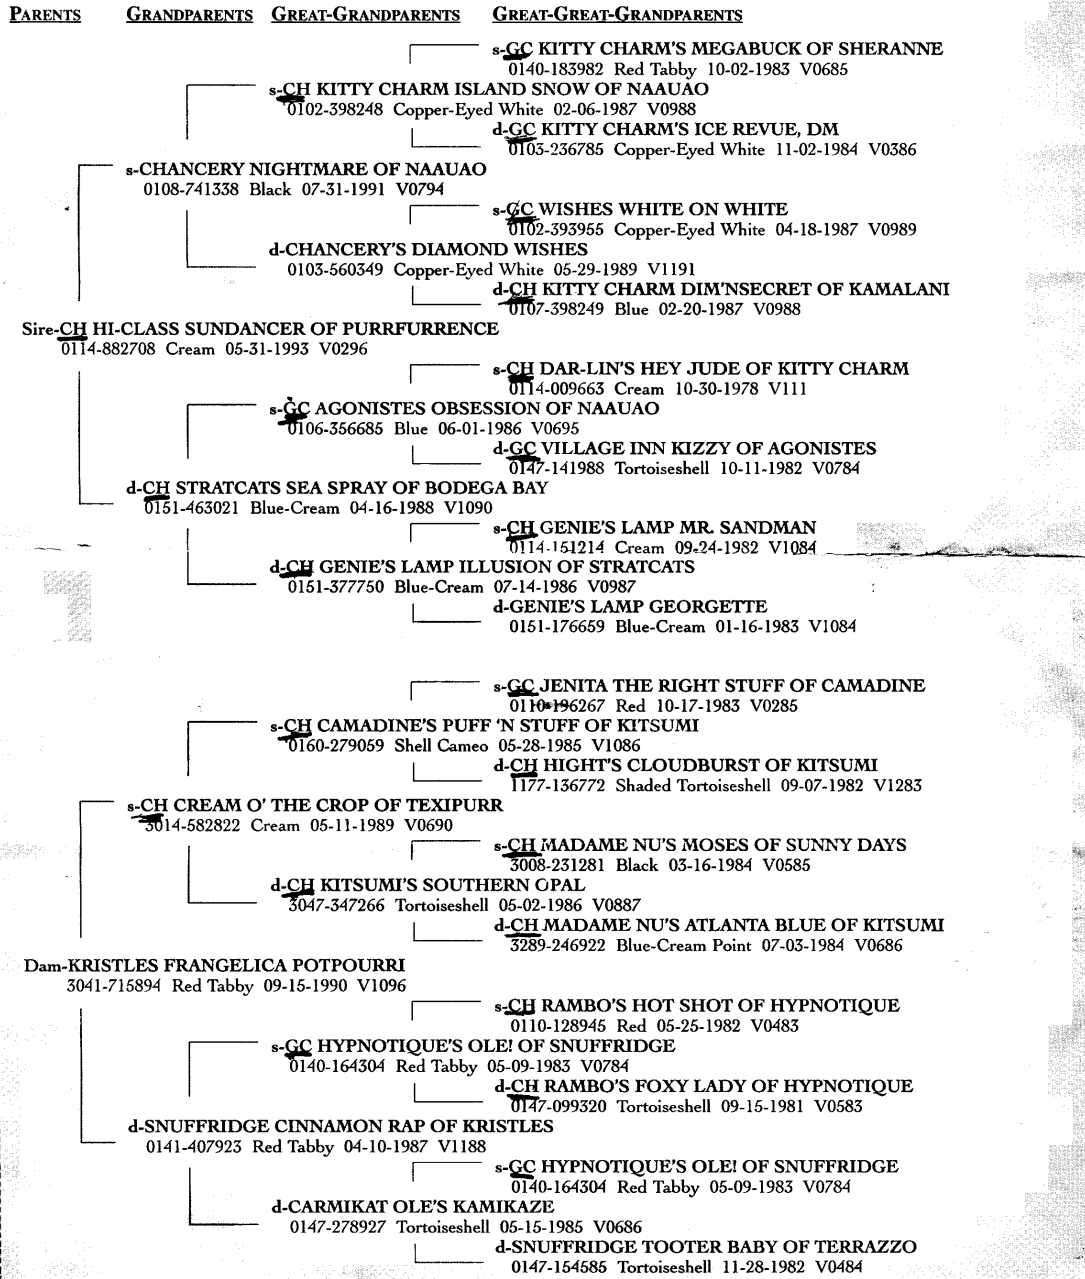 PARENTS GRANDPARENTS GREAT-GRANDPARENTS GREAT-GREAT-GRANDPARENTS
s-GC KITTY CHARM'S MEGABUCK OF SHERANNE
0140-183982 Red Tabby 10-02-1983 V0685
s-CH KITTY CHARM ISLAND SNOW OF NAAUAO
0102-398248 Copper-Eyed White 02-06-1987 V0988
d-GC KITTY CHARM'S ICE REVUE, DM
0103-236785 Copper-Eyed White 11-02-1984 V0386
s-CHANCERY NIGHTMARE OF NAAUAO
0108-741338 Black 07-31-1991 V0794
s-GC WISHES WHITE ON WHITE
0102-393955 Copper-Eyed White 04-18-1987 V0989
d-CHANCERY'S DIAMOND WISHES
0103-560349 Copper-Eyed White 05-29-1989 V1191
d-CH KITTY CHARM DIM'NSECRET OF KAMALANI
0107-398249 Blue 02-20-1987 V0988
Sire-CH HI-CLASS SUNDANCER OF PURRFURRENCE
0114-882708 Cream 05-31-1993 V0296
s-CH DAR-LIN'S HEY JUDE OF KITTY CHARM
0114-009663 Cream 10-30-1978 V111
s-GC AGONISTES OBSESSION OF NAAUAO
0106-356685 Blue 06-01-1986 V0695
d-GC VILLAGE INN KIZZY OF AGONISTES
0147-141988 Tortoiseshell 10-11-1982 V0784
d-CH STRATCATS SEA SPRAY OF BODEGA BAY
0151-463021 Blue-Cream 04-16-1988 V1090
s-CH GENIE'S LAMP MR. SANDMAN
0114-151214 Cream 09-24-1982 V1084
d-CH GENIE'S LAMP ILLUSION OF STRATCATS
0151-377750 Blue-Cream 07-14-1986 V0987
d-GENIE'S LAMP GEORGETTE
0151-176659 Blue-Cream 01-16-1983 V1084
s-GC JENITA THE RIGHT STUFF OF CAMADINE
0110-196267 Red 10-17-1983 V0285
s-CH CAMADINE'S PUFF 'N STUFF OF KITSUMI
0160-279059 Shell Cameo 05-28-1985 V1086
d-CH HIGHT'S CLOUDBURST OF KITSUMI
1177-136772 Shaded Tortoiseshell 09-07-1982 V1283
s-CH CREAM O' THE CROP OF TEXIPURR
3014-582822 Cream 05-11-1989 V0690
s-CH MADAME NU'S MOSES OF SUNNY DAYS
3008-231281 Black 03-16-1984 V0585
d-CH KITSUMI'S SOUTHERN OPAL
3047-347266 Tortoiseshell 05-02-1986 V0887
d-CH MADAME NU'S ATLANTA BLUE OF KITSUMI
3289-246922 Blue-Cream Point 07-03-1984 V0686
Dam-KRISTLES FRANGELICA POTPOURRI
3041-715894 Red Tabby 09-15-1990 V1096
s-CH RAMBO'S HOT SHOT OF HYPNOTIQUE
0110-128945 Red 05-25-1982 V0483
s-GC HYPNOTIQUE'S OLE! OF SNUFFRIDGE
0140-164304 Red Tabby 05-09-1983 V0784
d-CH RAMBO'S FOXY LADY OF HYPNOTIQUE
0147-099320 Tortoiseshell 09-15-1981 V0583
d-SNUFFRIDGE CINNAMON RAP OF KRISTLES
0141-407923 Red Tabby 04-10-1987 V1188
s-GC HYPNOTIQUE'S OLE! OF SNUFFRIDGE
0140-164304 Red Tabby 05-09-1983 V0784
d-CARMIKAT OLE'S KAMIKAZE
0147-278927 Tortoiseshell 05-15-1985 V0686
d-SNUFFRIDGE TOOTER BABY OF TERRAZZO
0147-154585 Tortoiseshell 11-28-1982 V0484